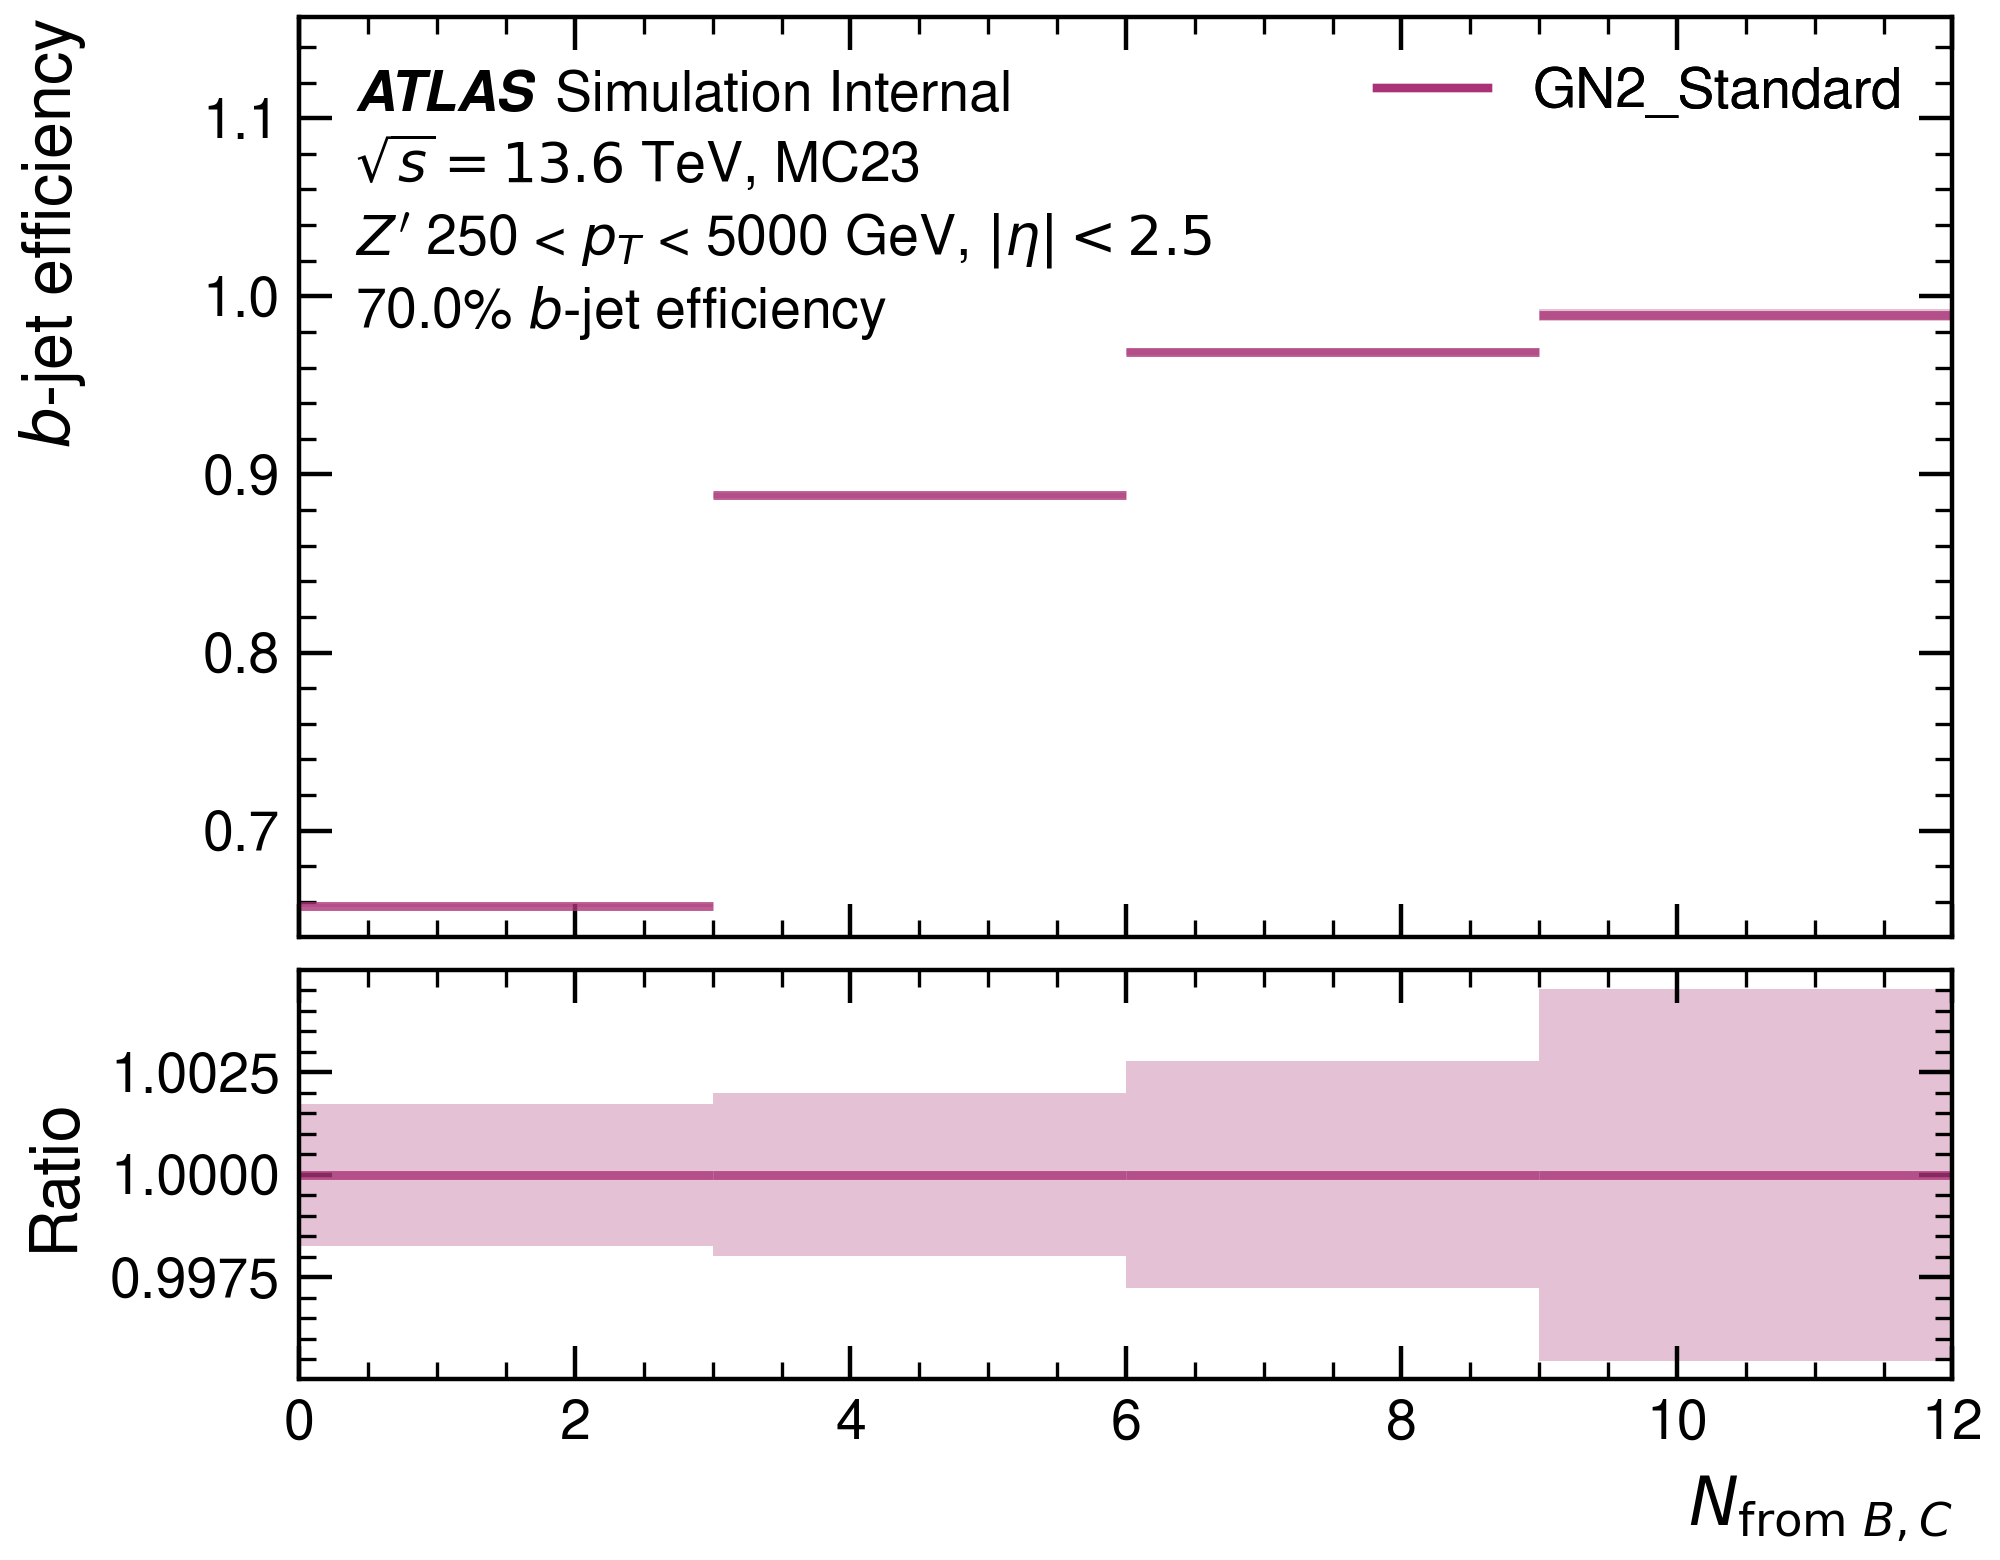 b-jet efficiency
1.1
1.0
0.9
0.8
0.7
ATLAS Simulation Internal
√s = 13.6 TeV, MC23
Z′ 250 < p_T < 5000 GeV, |η| < 2.5
70.0% b-jet efficiency
GN2_Standard
Ratio
1.0025
1.0000
0.9975
0 2 4 6 8 10 12
N_from B, C